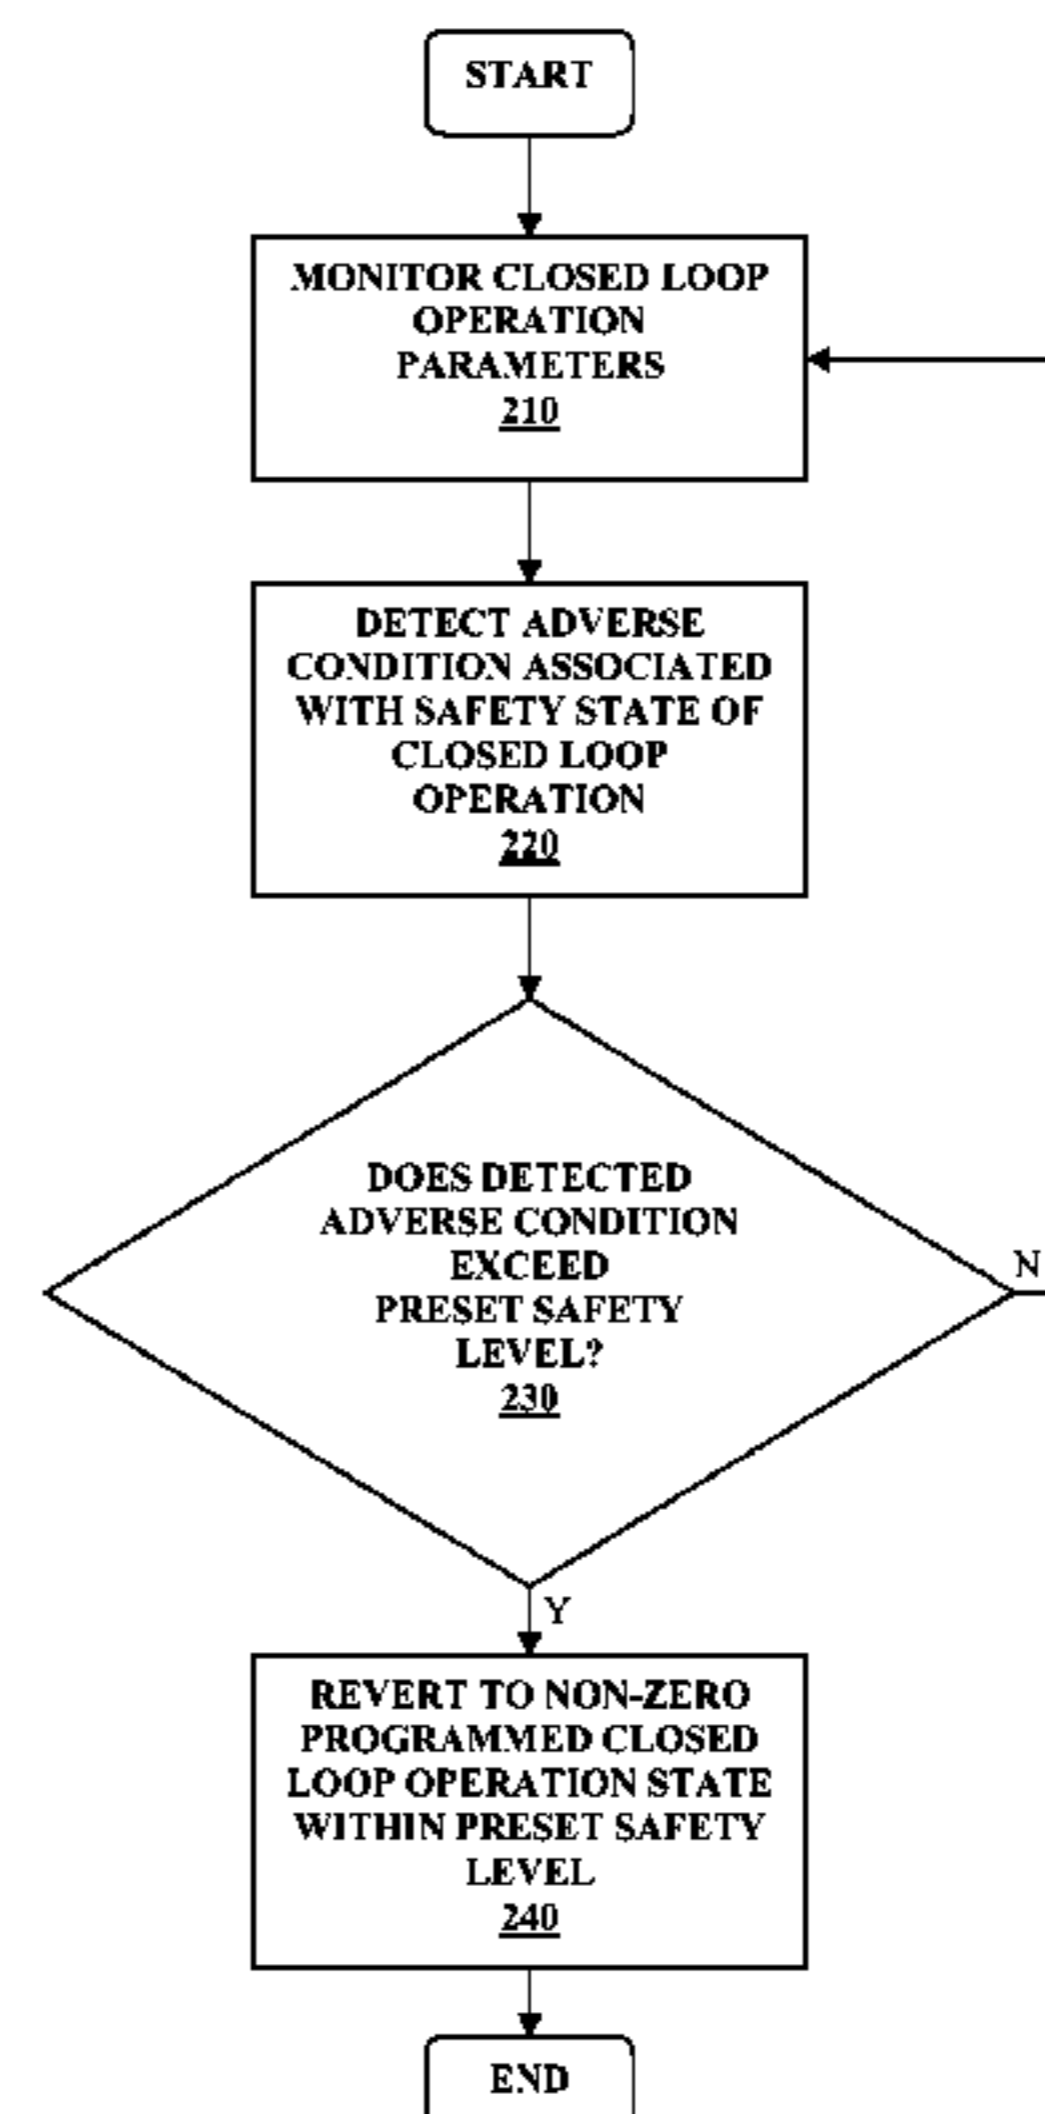 START
MONITOR CLOSED LOOP
OPERATION
PARAMETERS
210
DETECT ADVERSE
CONDITION ASSOCIATED
WITH SAFETY STATE OF
CLOSED LOOP
OPERATION
220
DOES DETECTED
ADVERSE CONDITION
EXCEED
PRESET SAFETY
LEVEL?
230
N
Y
REVERT TO NON-ZERO
PROGRAMMED CLOSED
LOOP OPERATION STATE
WITHIN PRESET SAFETY
LEVEL
240
END